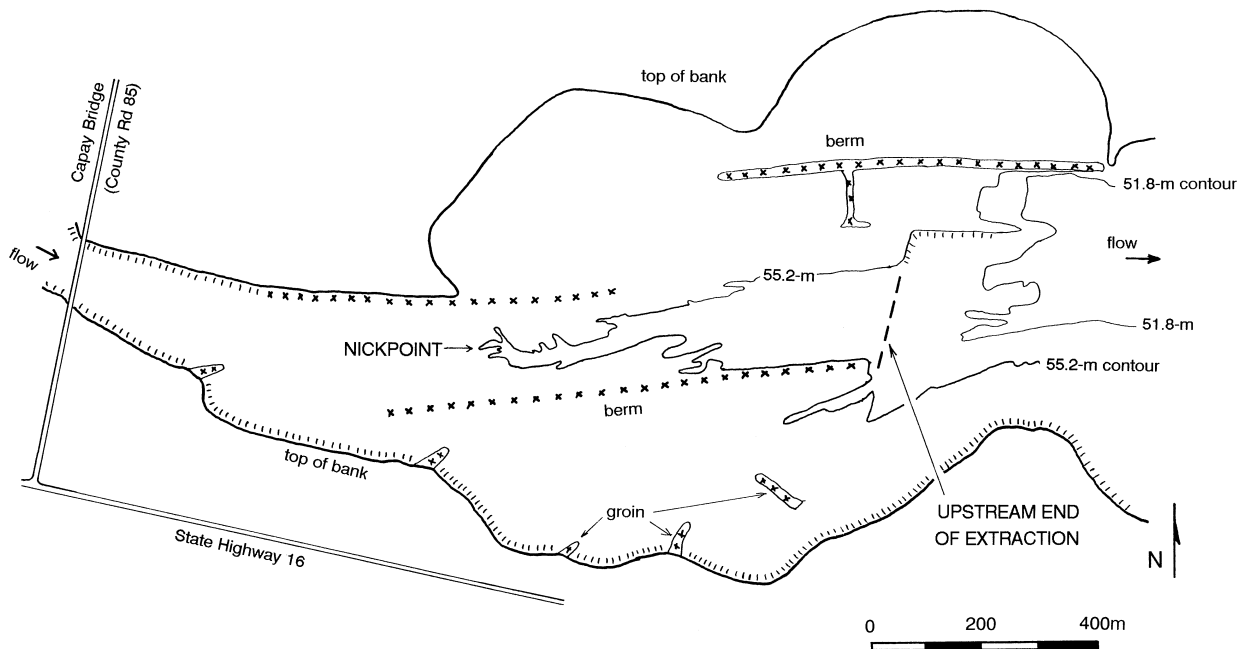 top of bank
Capay Bridge
(County Rd 85)
berm
51.8-m contour
flow
flow
55.2-m
51.8-m
NICKPOINT
55.2-m contour
berm
top of bank
groin
UPSTREAM END
OF EXTRACTION
State Highway 16
N
0 200 400m